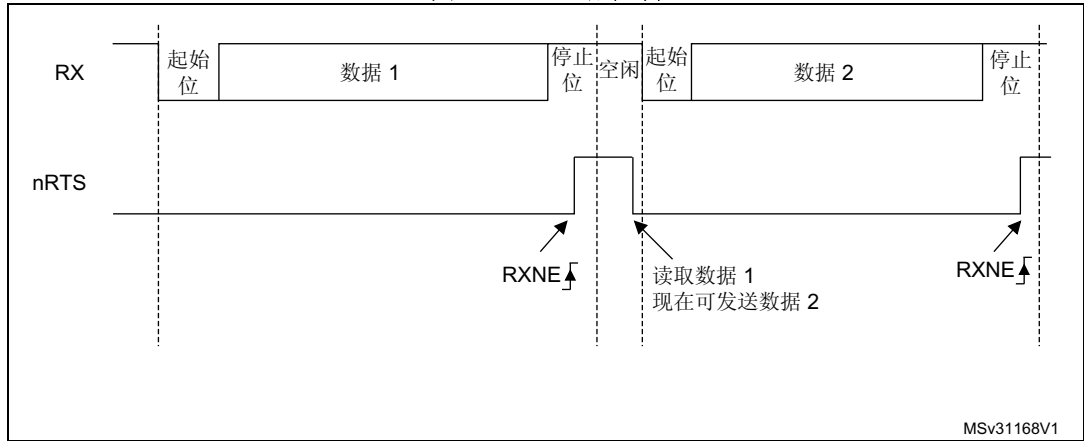 RX
起始
位
数据 1
停止
位
空闲
起始
位
数据 2
停止
位
nRTS
RXNE
读取数据 1
现在可发送数据 2
RXNE
MSv31168V1